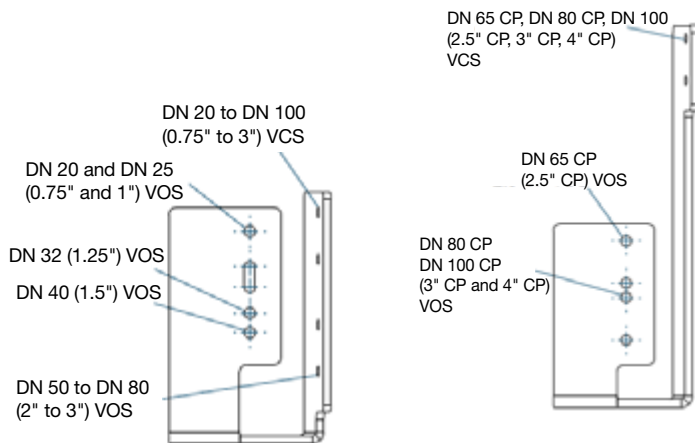 DN 65 CP, DN 80 CP, DN 100
(2.5" CP, 3" CP, 4" CP)
VCS
DN 20 to DN 100
(0.75" to 3") VCS
DN 20 and DN 25
(0.75" and 1") VOS
DN 32 (1.25") VOS
DN 40 (1.5") VOS
DN 50 to DN 80
(2" to 3") VOS
DN 65 CP
(2.5" CP) VOS
DN 80 CP
DN 100 CP
(3" CP and 4" CP)
VOS